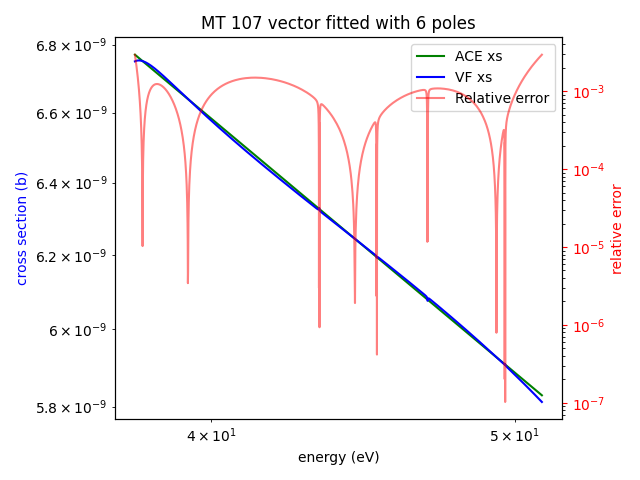 MT 107 vector fitted with 6 poles
ACE xs
VF xs
Relative error
6.8 × 10⁻⁹
6.6 × 10⁻⁹
6.4 × 10⁻⁹
6.2 × 10⁻⁹
6 × 10⁻⁹
5.8 × 10⁻⁹
cross section (b)
10⁻³
10⁻⁴
10⁻⁵
10⁻⁶
10⁻⁷
relative error
4 × 10¹
5 × 10¹
energy (eV)